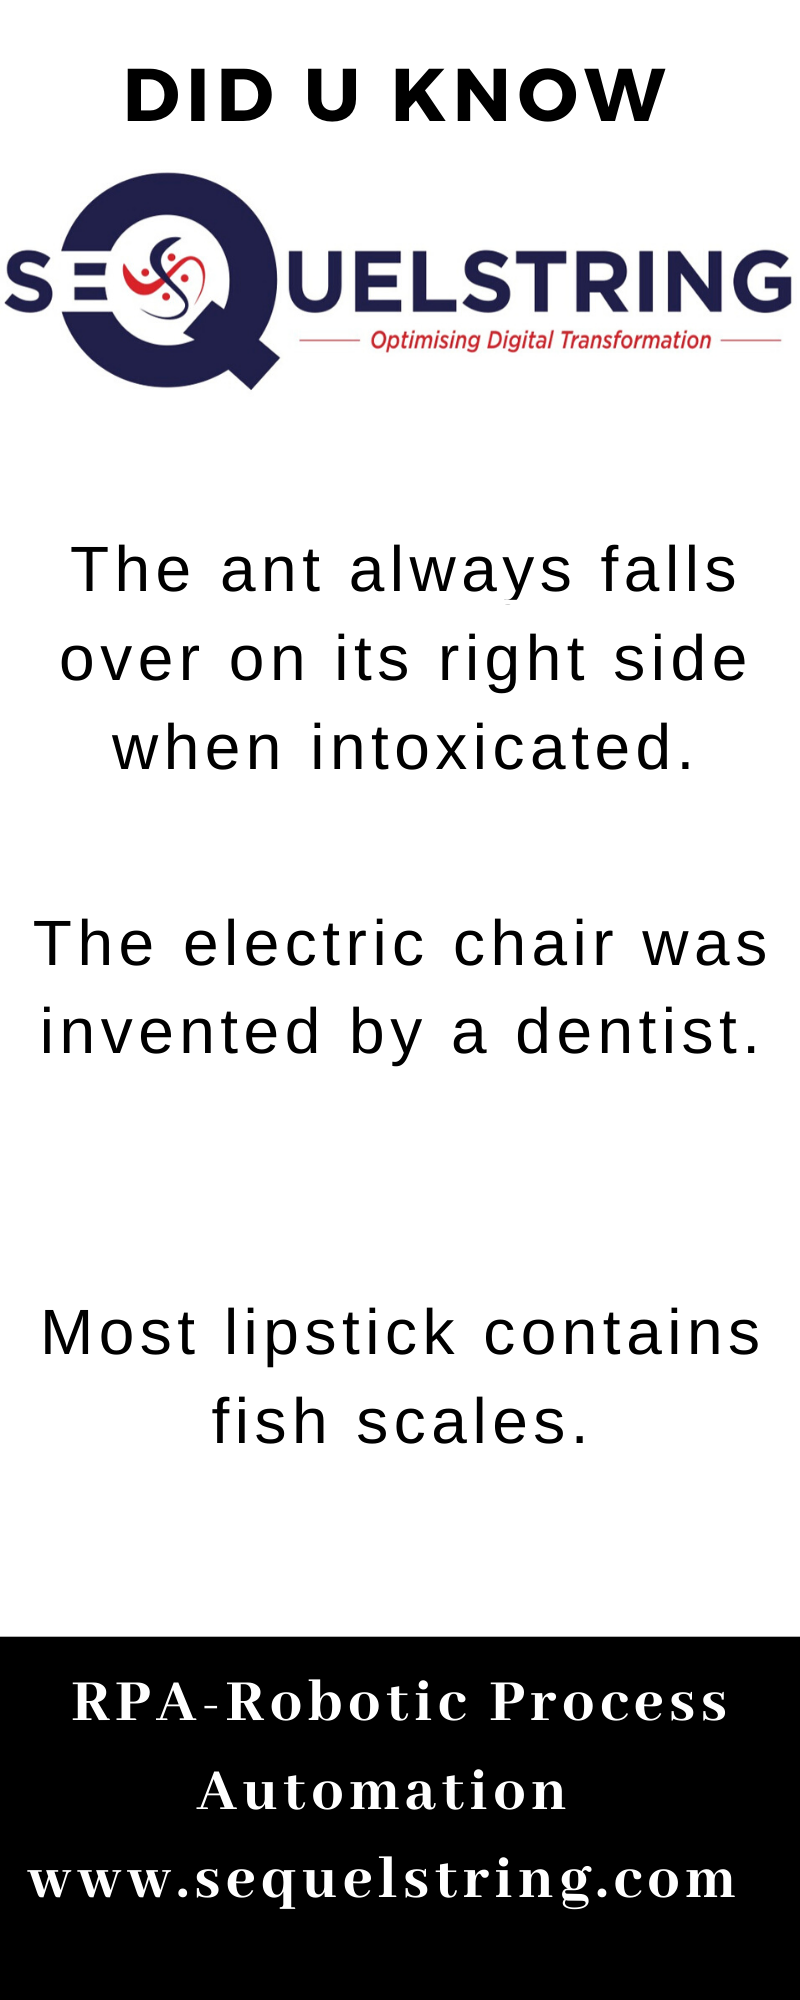 DID U KNOW
SEQUELSTRING
Optimising Digital Transformation
The ant always falls
over on its right side
when intoxicated.
The electric chair was
invented by a dentist.
Most lipstick contains
fish scales.
RPA-Robotic Process
Automation
www.sequelstring.com